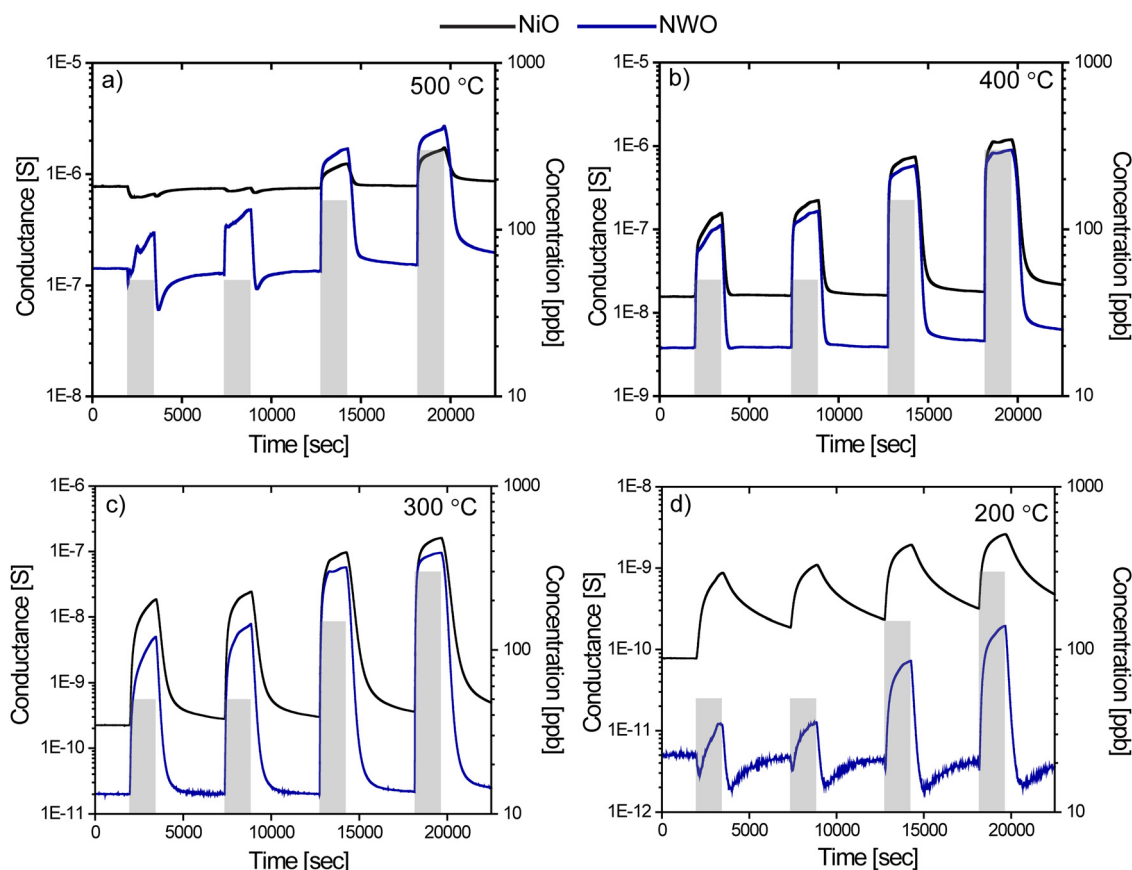 NiO NWO
a) 500 °C
Conductance [S]
1E-5
1E-6
1E-7
1E-8
1000
100
10
Concentration [ppb]
0 5000 10000 15000 20000
Time [sec]
b) 400 °C
Conductance [S]
1E-5
1E-6
1E-7
1E-8
1E-9
1000
100
10
Concentration [ppb]
0 5000 10000 15000 20000
Time [sec]
c) 300 °C
Conductance [S]
1E-6
1E-7
1E-8
1E-9
1E-10
1E-11
1000
100
10
Concentration [ppb]
0 5000 10000 15000 20000
Time [sec]
d) 200 °C
Conductance [S]
1E-8
1E-9
1E-10
1E-11
1E-12
1000
100
10
Concentration [ppb]
0 5000 10000 15000 20000
Time [sec]